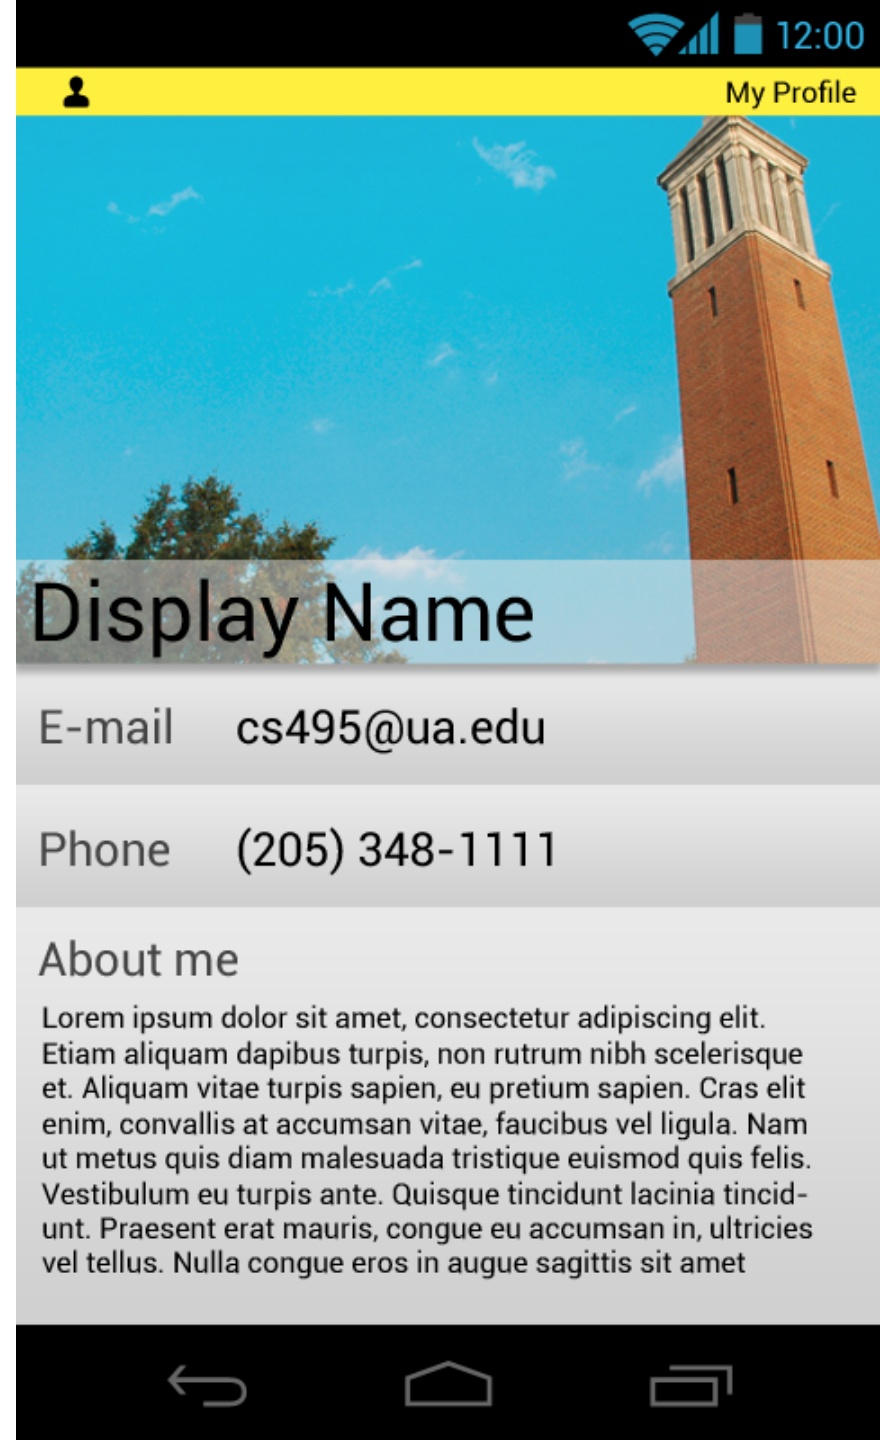 12:00
My Profile
Display Name
E-mail cs495@ua.edu
Phone (205) 348-1111
About me
Lorem ipsum dolor sit amet, consectetur adipiscing elit.
Etiam aliquam dapibus turpis, non rutrum nibh scelerisque
et. Aliquam vitae turpis sapien, eu pretium sapien. Cras elit
enim, convallis at accumsan vitae, faucibus vel ligula. Nam
ut metus quis diam malesuada tristique euismod quis felis.
Vestibulum eu turpis ante. Quisque tincidunt lacinia tincid-
unt. Praesent erat mauris, congue eu accumsan in, ultricies
vel tellus. Nulla congue eros in augue sagittis sit amet